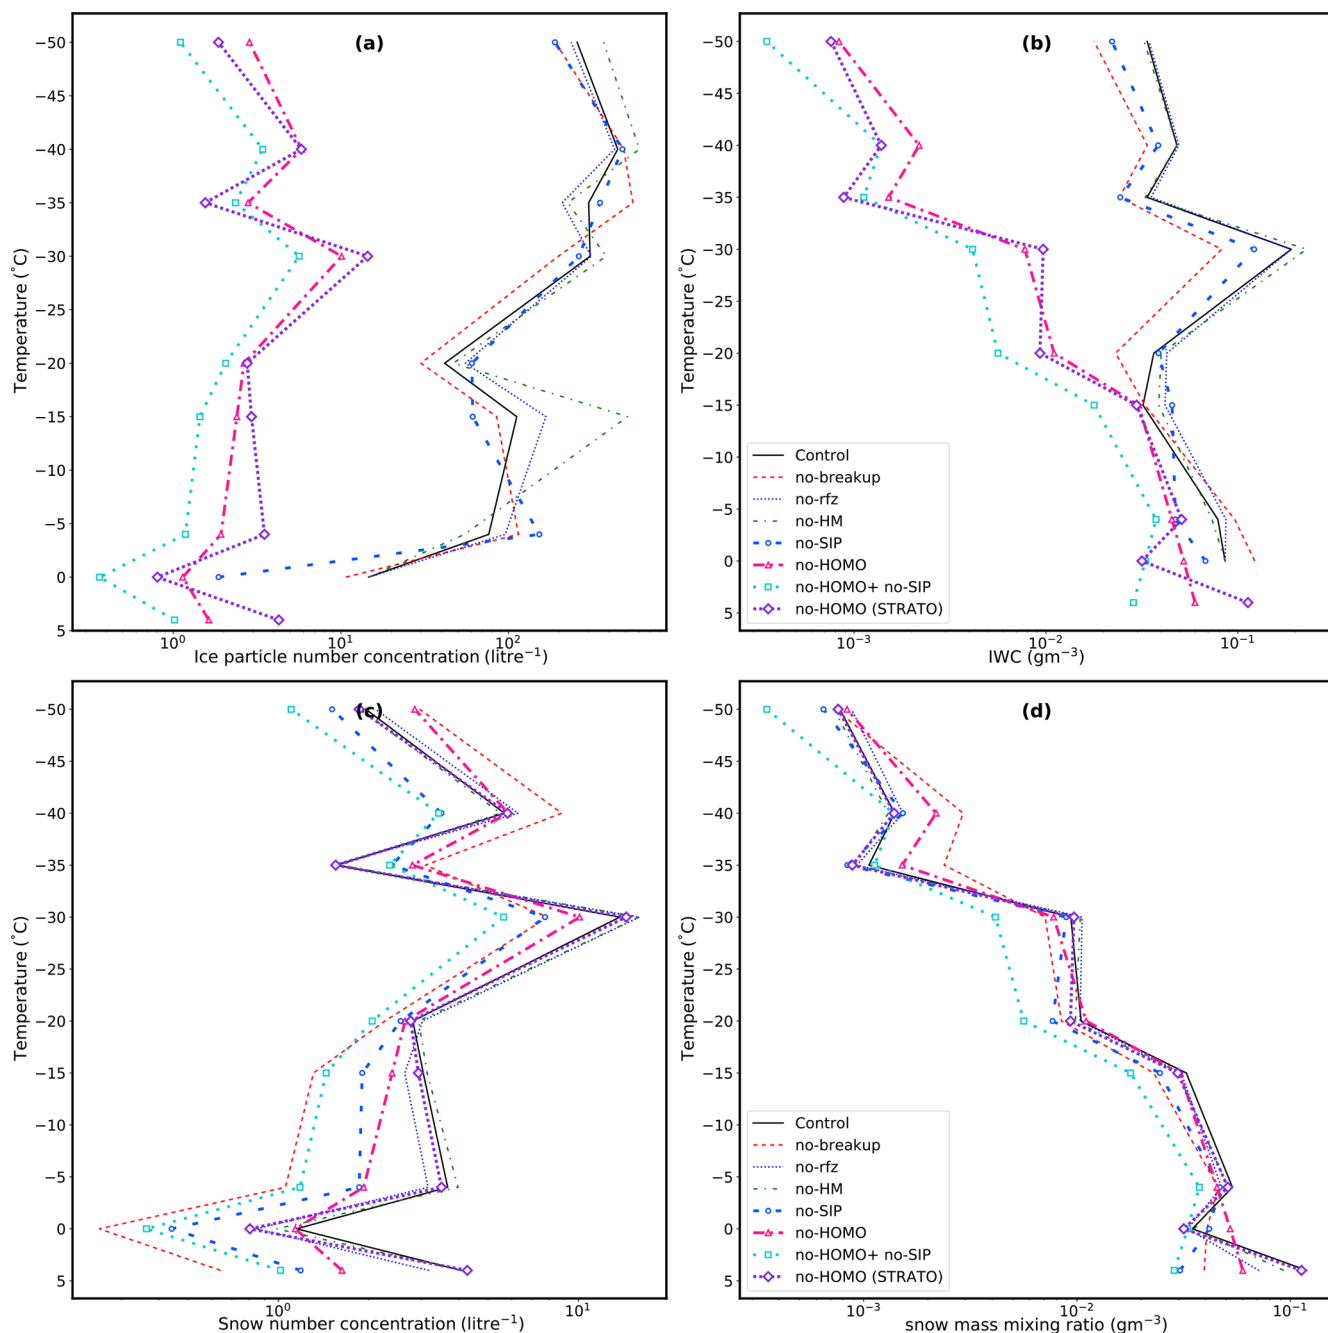 (a)
−50
−45
−40
−35
−30
−25
−20
−15
−10
−5
0
5
Temperature (°C)
10⁰
10¹
10²
Ice particle number concentration (litre⁻¹)
(b)
−50
−45
−40
−35
−30
−25
−20
−15
−10
−5
0
5
Temperature (°C)
Control
no-breakup
no-rfz
no-HM
no-SIP
no-HOMO
no-HOMO+ no-SIP
no-HOMO (STRATO)
10⁻³
10⁻²
10⁻¹
IWC (gm⁻³)
(c)
−50
−45
−40
−35
−30
−25
−20
−15
−10
−5
0
5
Temperature (°C)
10⁰
10¹
Snow number concentration (litre⁻¹)
(d)
−50
−45
−40
−35
−30
−25
−20
−15
−10
−5
0
5
Temperature (°C)
Control
no-breakup
no-rfz
no-HM
no-SIP
no-HOMO
no-HOMO+ no-SIP
no-HOMO (STRATO)
10⁻³
10⁻²
10⁻¹
snow mass mixing ratio (gm⁻³)